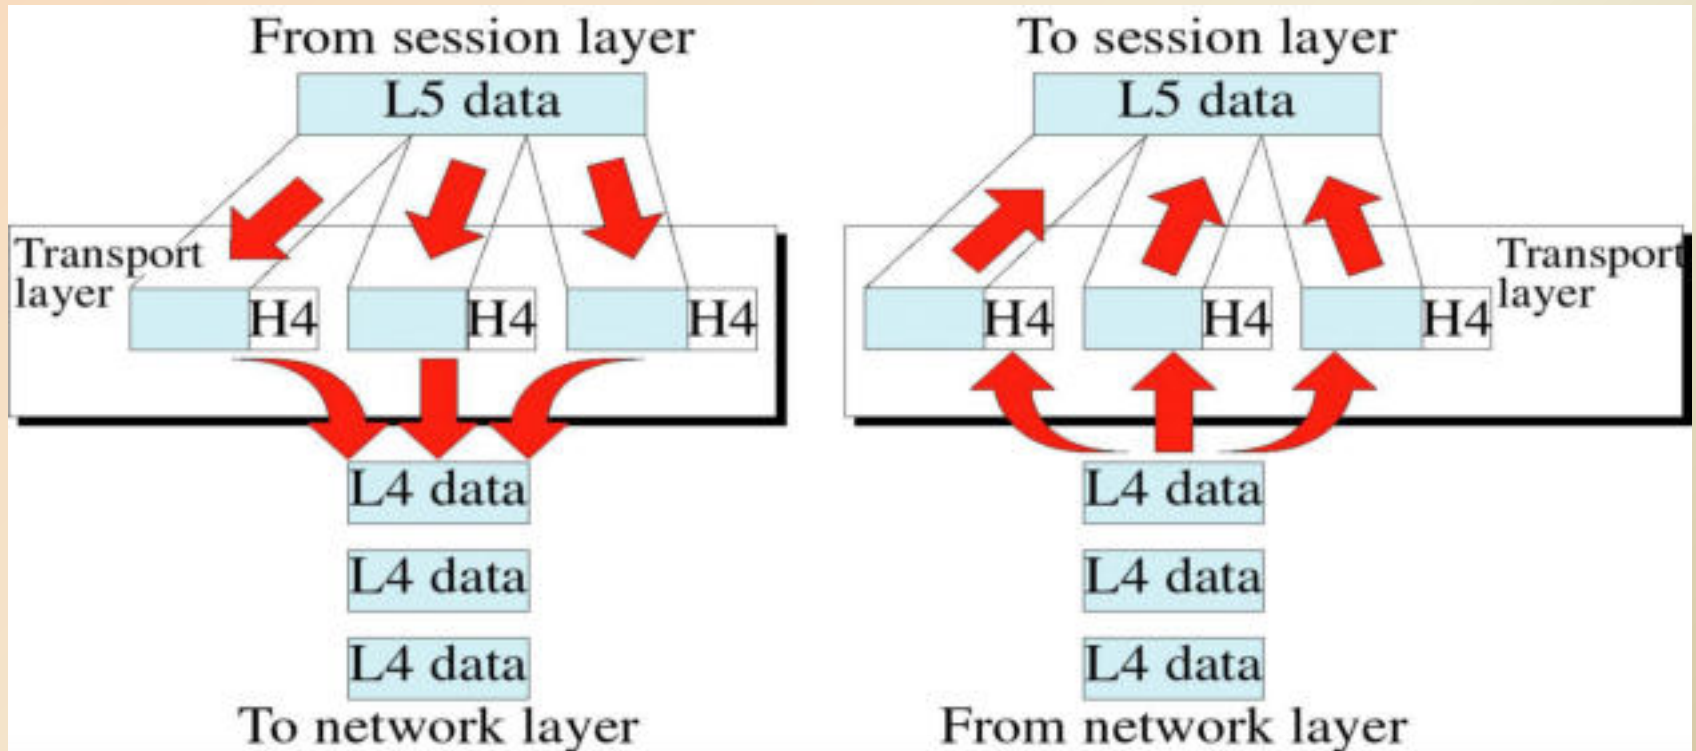 From session layer
L5 data
Transport
layer
H4
H4
H4
L4 data
L4 data
L4 data
To network layer
To session layer
L5 data
Transport
layer
H4
H4
H4
L4 data
L4 data
L4 data
From network layer